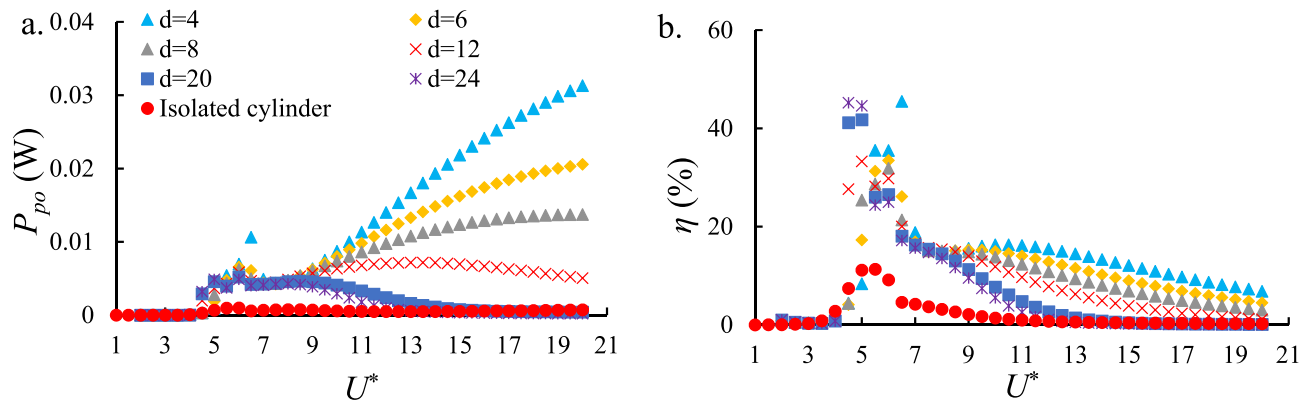 a.
0.04
0.03
0.02
0.01
0
P_po (W)
d=4
d=6
d=8
d=12
d=20
d=24
Isolated cylinder
1 3 5 7 9 11 13 15 17 19 21
U*
b.
60
40
20
0
η (%)
1 3 5 7 9 11 13 15 17 19 21
U*